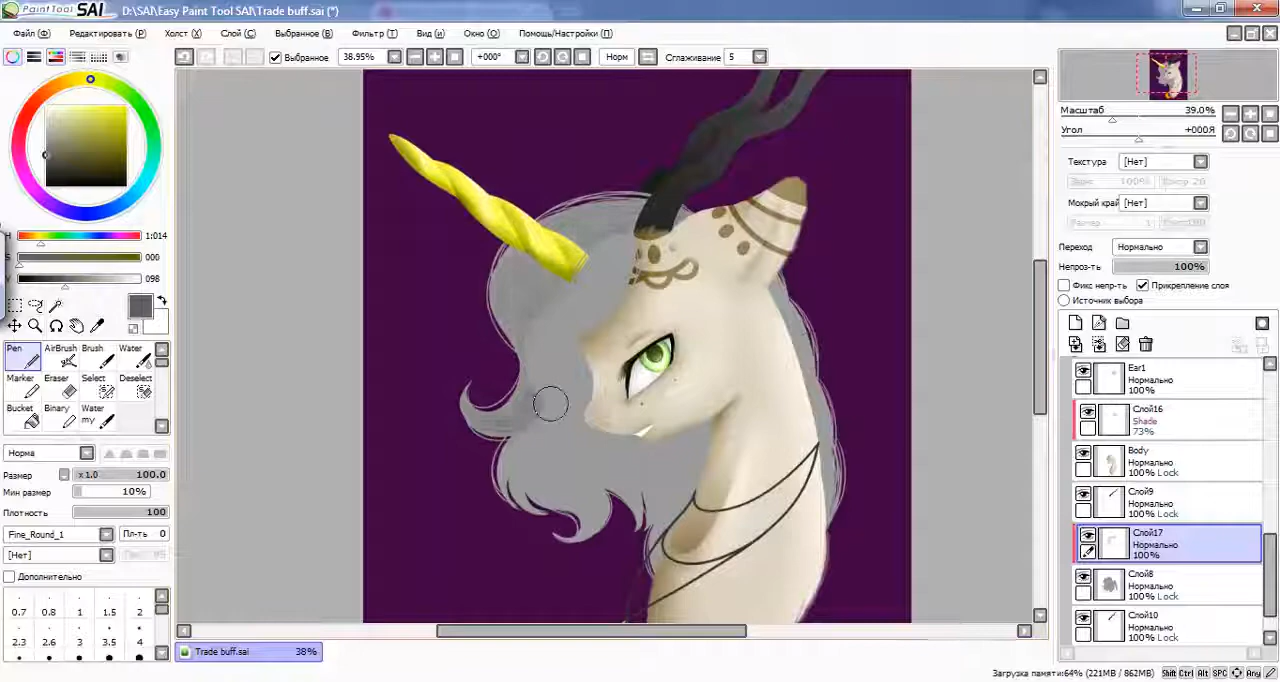 PaintTool SAI D:\SAI\Easy Paint Tool SAI\Trade buff.sai (*)
Файл (Ф) Редактировать (Р) Холст (Х) Слой (С) Выбранное (В) Фильтр (Т) Вид (и) Окно (О) Помощь/Настройки (П)
Выбранное 38.95% +000° Норм Сглаживание 5
Масштаб 39.0%
Угол +000Я
Текстура [Нет]
100%
Мокрый край [Нет]
Переход Нормально
Непроз-ть 100%
Фикс непр-ть Прикрепление слоя
Источник выбора
H 1:014
S 000
098
Pen AirBrush Brush Water
Marker Eraser Select Deselect
Bucket Binary Water
my
Норма
Размер x 1.0 100.0
Мин размер 10%
Плотность 100
Fine_Round_1 Пл-ть 0
[Нет]
Дополнительно
0.7 0.8 1 1.5 2
2.3 2.6 3 3.5 4
Ear1
Нормально
100%
Слой16
Shade
73%
Body
Нормально
100% Lock
Слой9
Нормально
100% Lock
Слой17
Нормально
100%
Слой8
Нормально
100% Lock
Слой10
Нормально
100% Lock
Trade buff.sai 38%
Загрузка памяти:64% (221MB / 862MB) Shift Ctrl Alt SPC Any